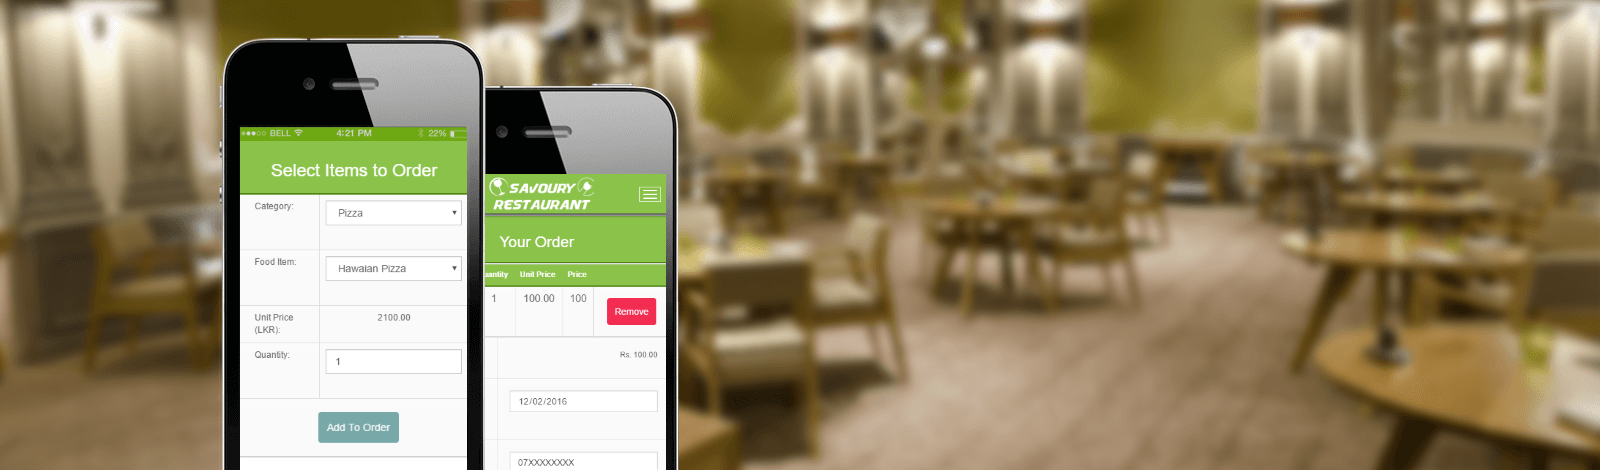 BELL 4:21 PM 22%
Select Items to Order
Category: Pizza
Food Item: Hawaian Pizza
Unit Price
(LKR): 2100.00
Quantity: 1
Add To Order
SAVOURY
RESTAURANT
Your Order
uantity Unit Price Price
1 100.00 100 Remove
Rs. 100.00
12/02/2016
07XXXXXXXX